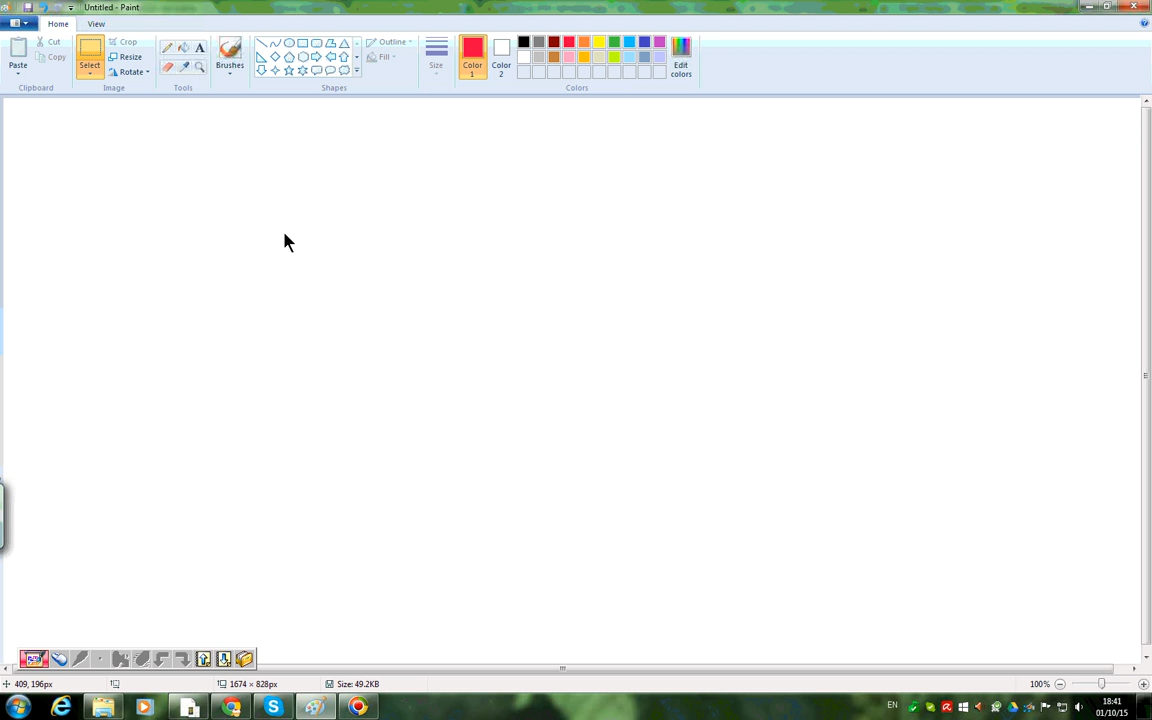 Untitled - Paint
Home View
Cut
Copy
Paste
Clipboard
Select
Crop
Resize
Rotate
Image
A
Tools
Brushes
Outline
Fill
Shapes
Size
Color 1
Color 2
Edit colors
Colors
409, 196px
1674 × 828px
Size: 49.2KB
100%
EN
18:41
01/10/15